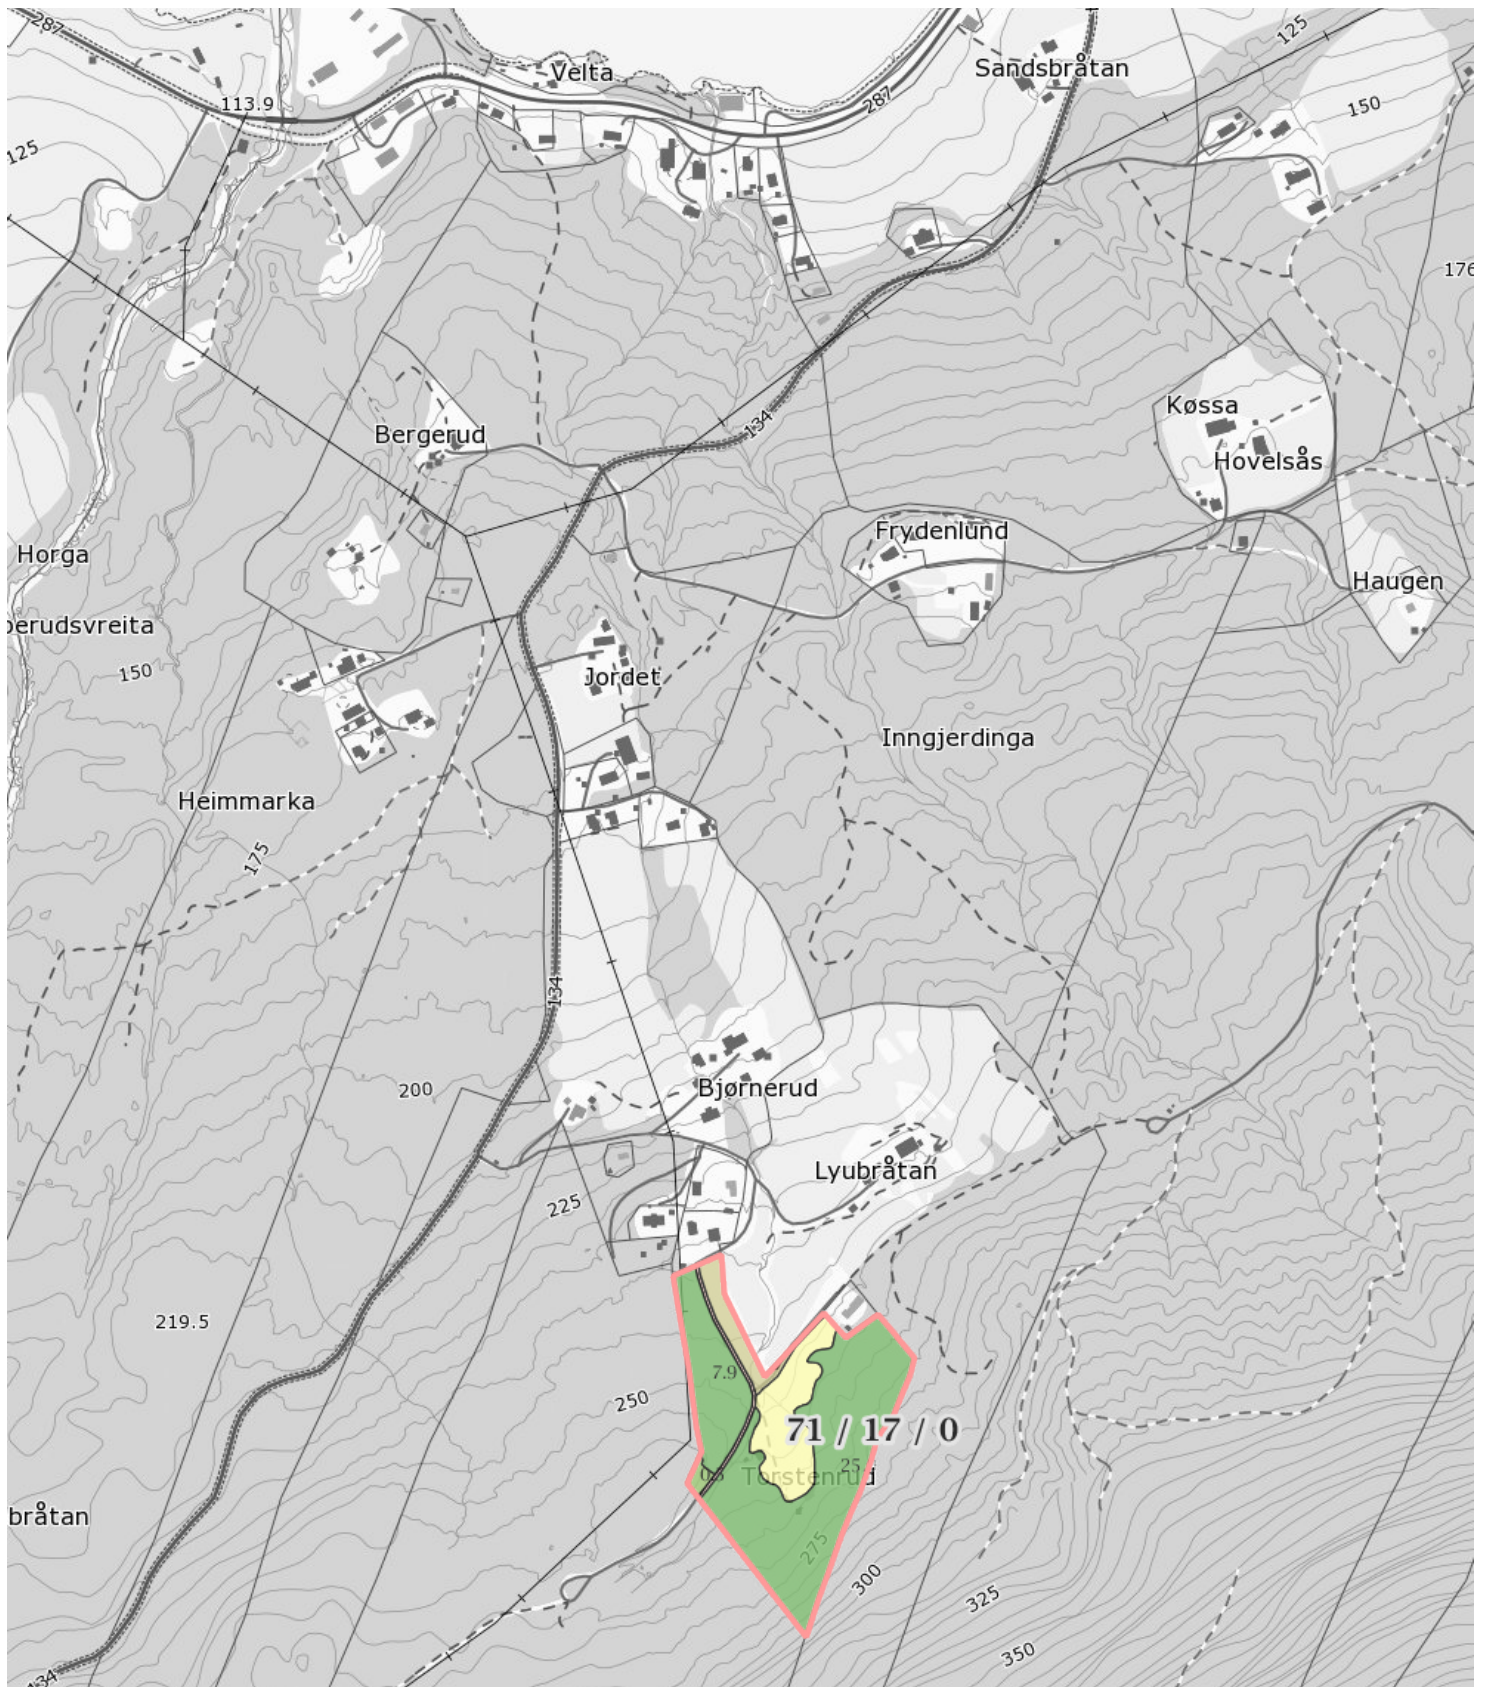 287
Velta
Sandsbråtan
125
113.9
287
150
125
176
Køssa
134
Bergerud
Hovelsås
Frydenlund
Horga
Haugen
berudsvreita
150
Jordet
Inngjerdinga
Heimmarka
175
134
200
Bjørnerud
Lyubråtan
225
219.5
7.9
250
71 / 17 / 0
25
Torstenrud
bråtan
275
300
325
350
134